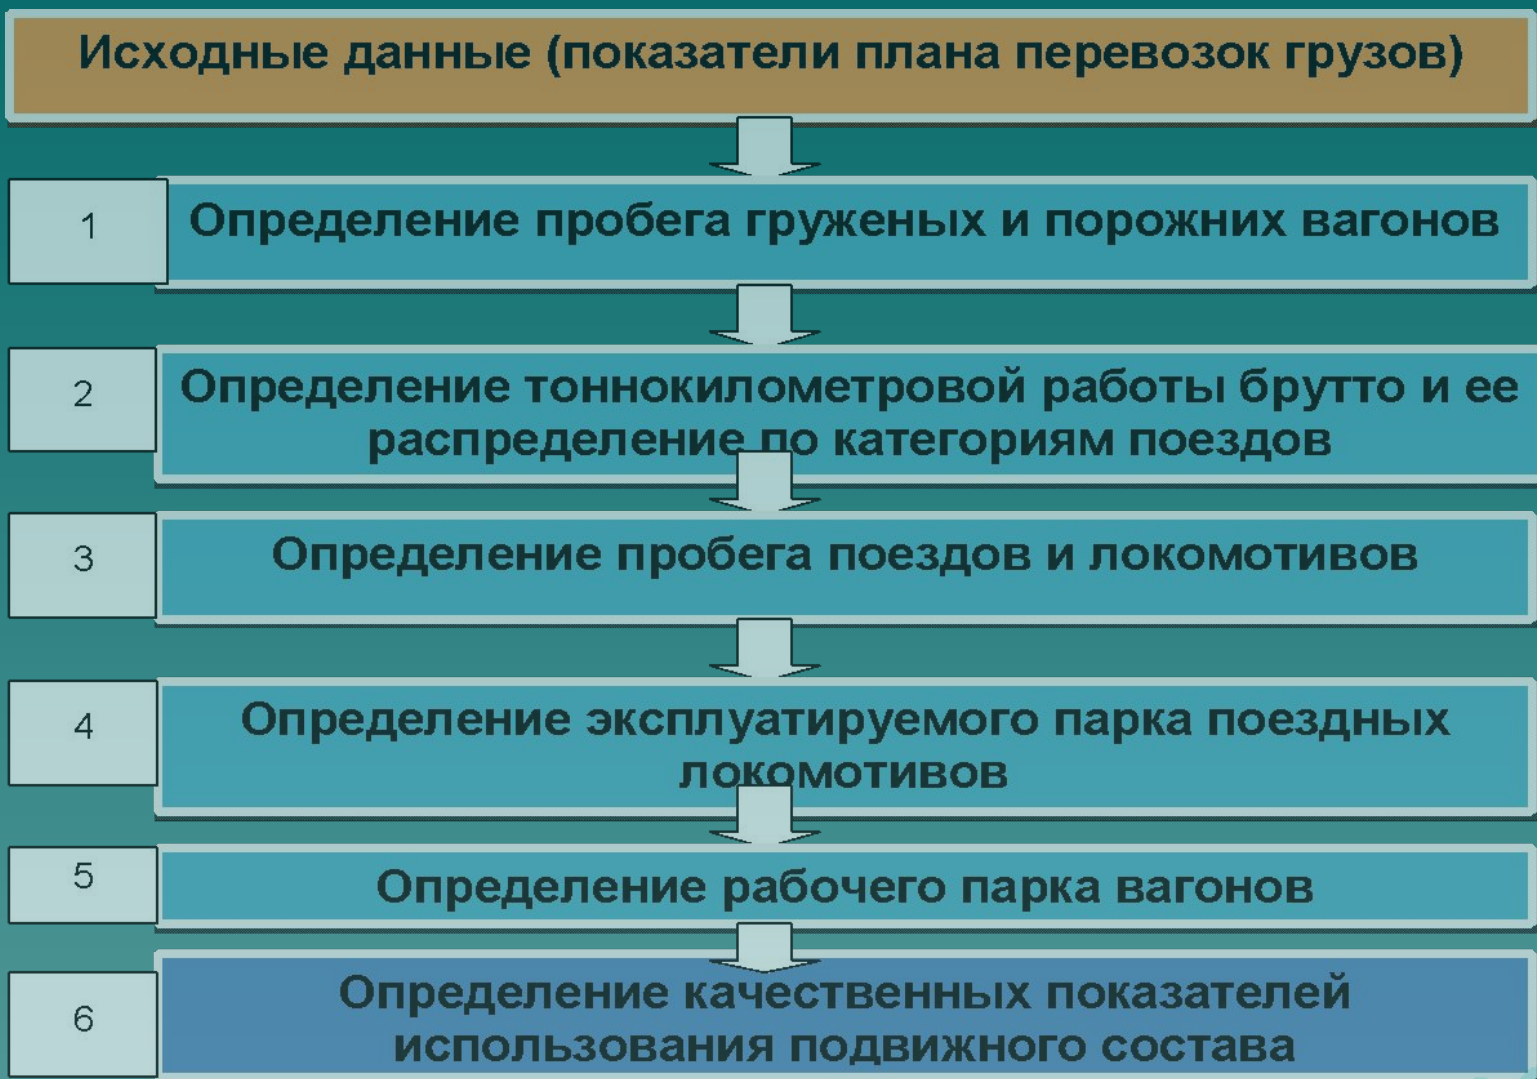 Исходные данные (показатели плана перевозок грузов)
1
Определение пробега груженых и порожних вагонов
2
Определение тоннокилометровой работы брутто и ее
распределение по категориям поездов
3
Определение пробега поездов и локомотивов
4
Определение эксплуатируемого парка поездных
локомотивов
5
Определение рабочего парка вагонов
6
Определение качественных показателей
использования подвижного состава